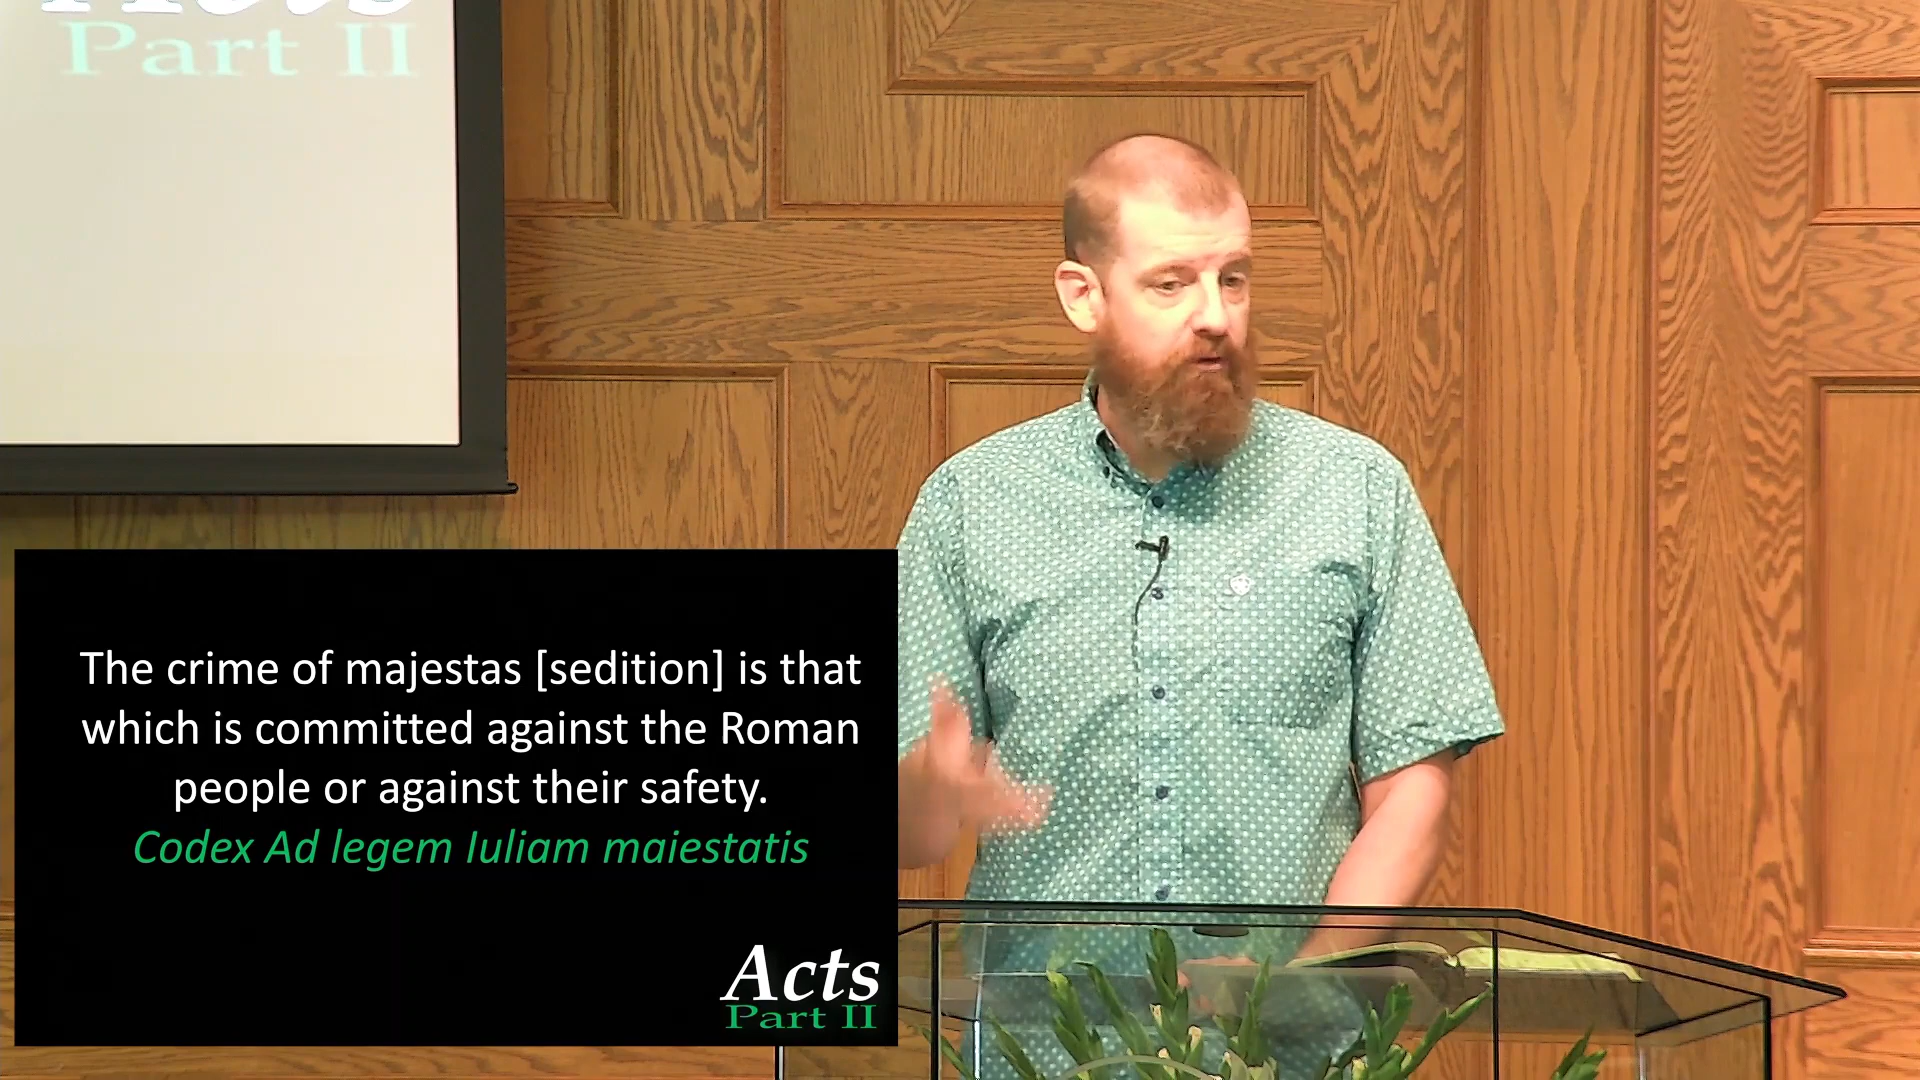 Acts
Part II
The crime of majestas [sedition] is that
which is committed against the Roman
people or against their safety.
Codex Ad legem Iuliam maiestatis
Acts
Part II